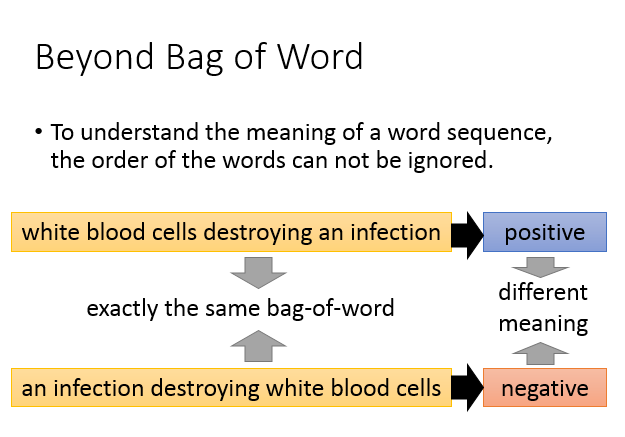 Beyond Bag of Word
• To understand the meaning of a word sequence,
the order of the words can not be ignored.
white blood cells destroying an infection
positive
exactly the same bag-of-word
different
meaning
an infection destroying white blood cells
negative